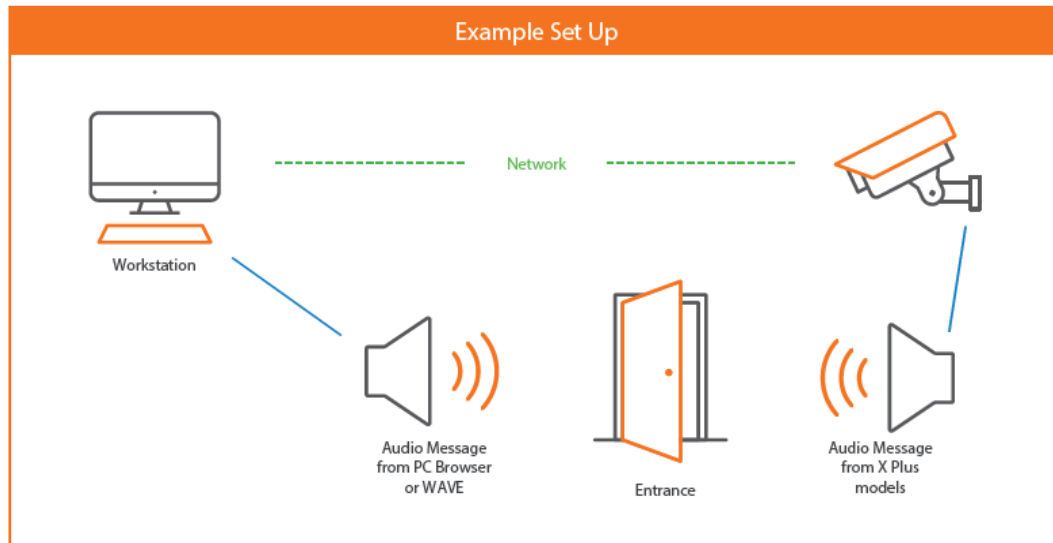 Example Set Up
Network
Workstation
Audio Message
from PC Browser
or WAVE
Entrance
Audio Message
from X Plus
models